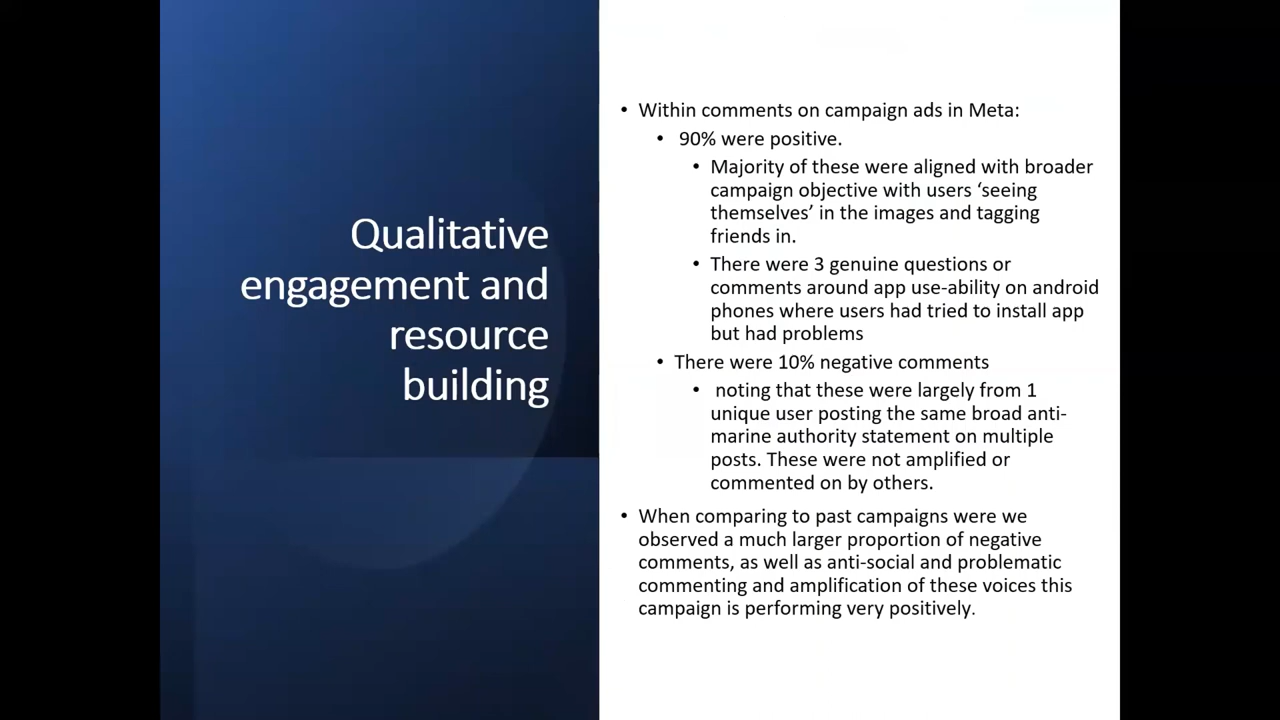 Qualitative
engagement and
resource
building
• Within comments on campaign ads in Meta:
• 90% were positive.
• Majority of these were aligned with broader
campaign objective with users ‘seeing
themselves’ in the images and tagging
friends in.
• There were 3 genuine questions or
comments around app use-ability on android
phones where users had tried to install app
but had problems
• There were 10% negative comments
• noting that these were largely from 1
unique user posting the same broad anti-
marine authority statement on multiple
posts. These were not amplified or
commented on by others.
• When comparing to past campaigns were we
observed a much larger proportion of negative
comments, as well as anti-social and problematic
commenting and amplification of these voices this
campaign is performing very positively.